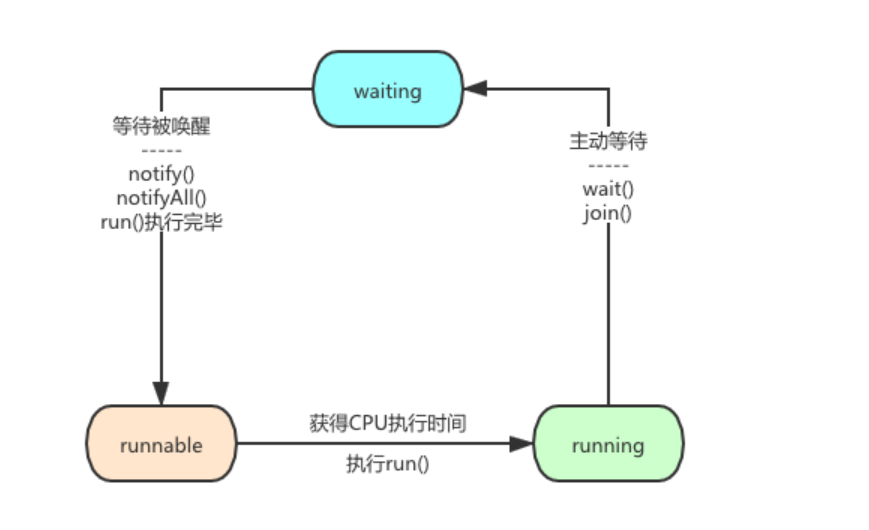 waiting
等待被唤醒
-----
notify()
notifyAll()
run()执行完毕
主动等待
-----
wait()
join()
runnable
获得CPU执行时间
执行run()
running